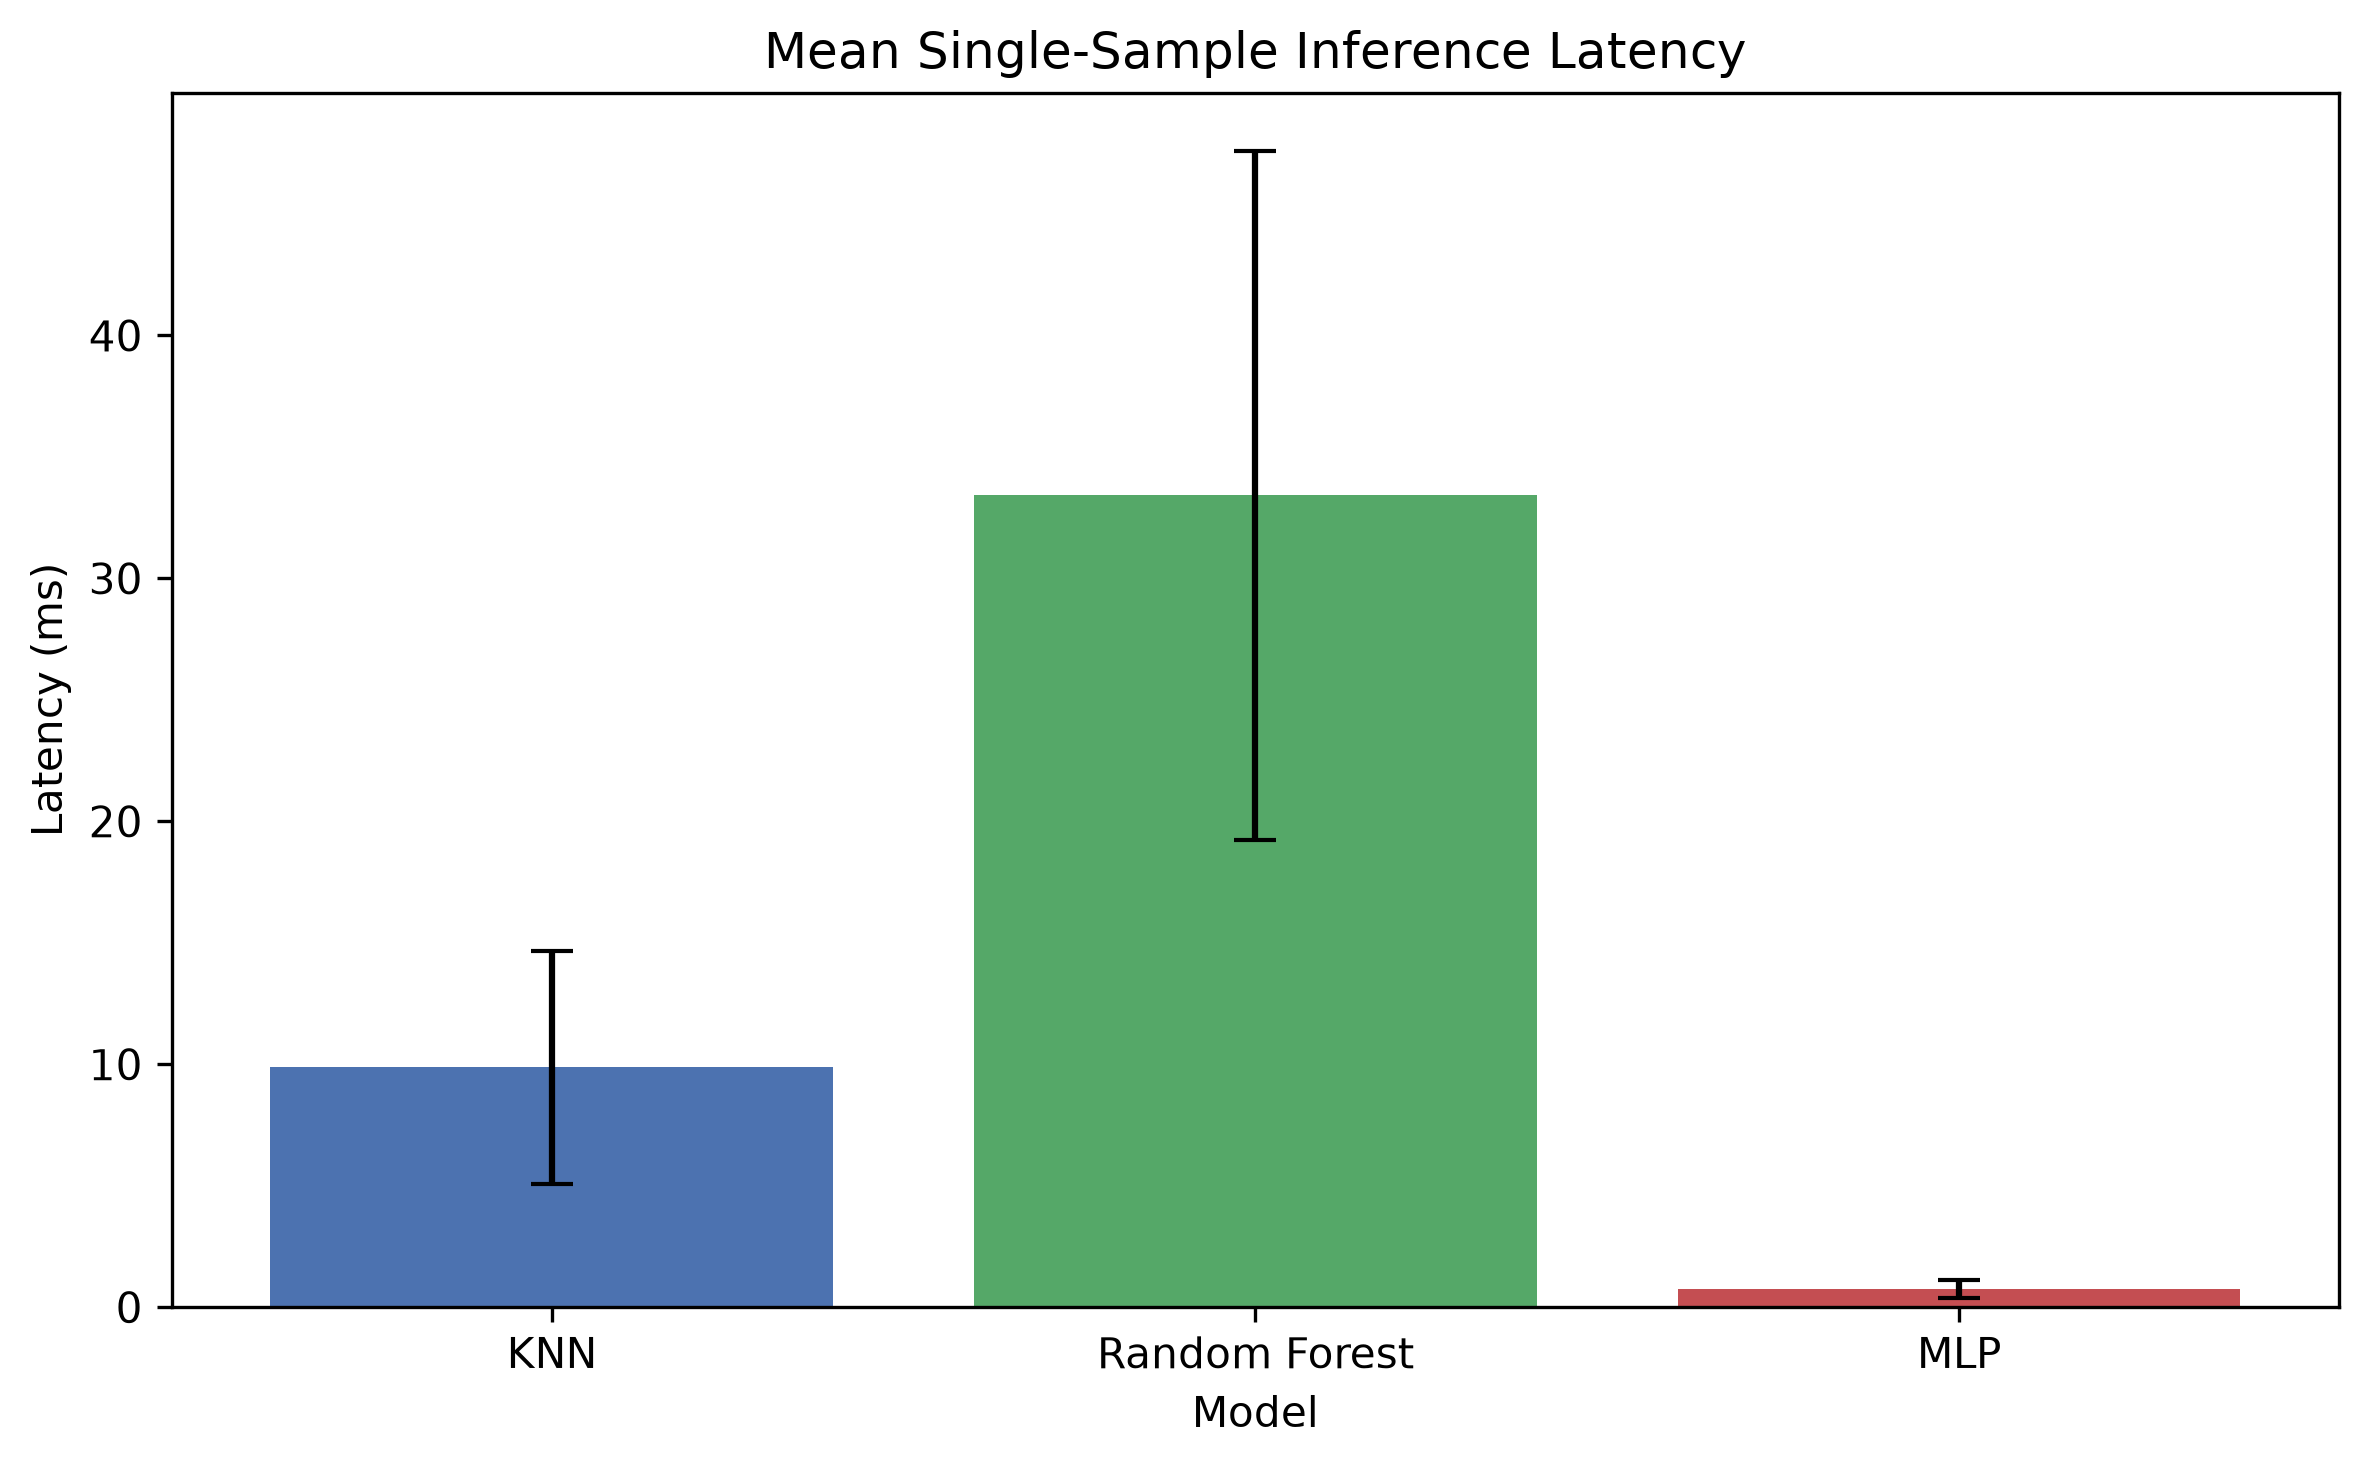 Mean Single-Sample Inference Latency
Latency (ms)
40
30
20
10
0
KNN
Random Forest
MLP
Model